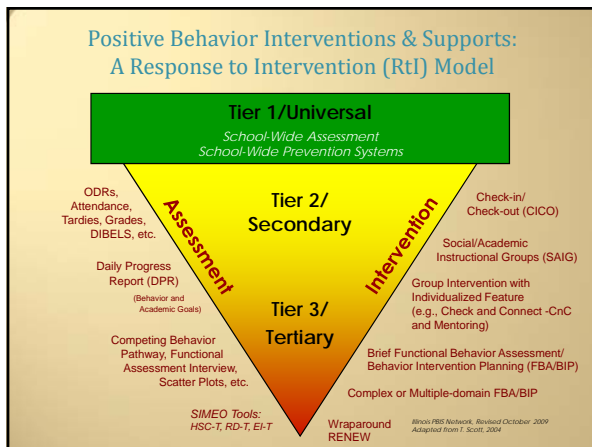 Positive Behavior Interventions & Supports:
A Response to Intervention (RtI) Model
Tier 1/Universal
School-Wide Assessment
School-Wide Prevention Systems
ODRs,
Attendance,
Tardies, Grades,
DIBELS, etc.
Daily Progress
Report (DPR)
(Behavior and
Academic Goals)
Competing Behavior
Pathway, Functional
Assessment Interview,
Scatter Plots, etc.
SIMEO Tools:
HSC-T, RD-T, EI-T
Assessment
Tier 2/
Secondary
Tier 3/
Tertiary
Intervention
Check-in/
Check-out (CICO)
Social/Academic
Instructional Groups (SAIG)
Group Intervention with
Individualized Feature
(e.g., Check and Connect -CnC
and Mentoring)
Brief Functional Behavior Assessment/
Behavior Intervention Planning (FBA/BIP)
Complex or Multiple-domain FBA/BIP
Wraparound
RENEW
Illinois PBIS Network, Revised October 2009
Adapted from T. Scott, 2004